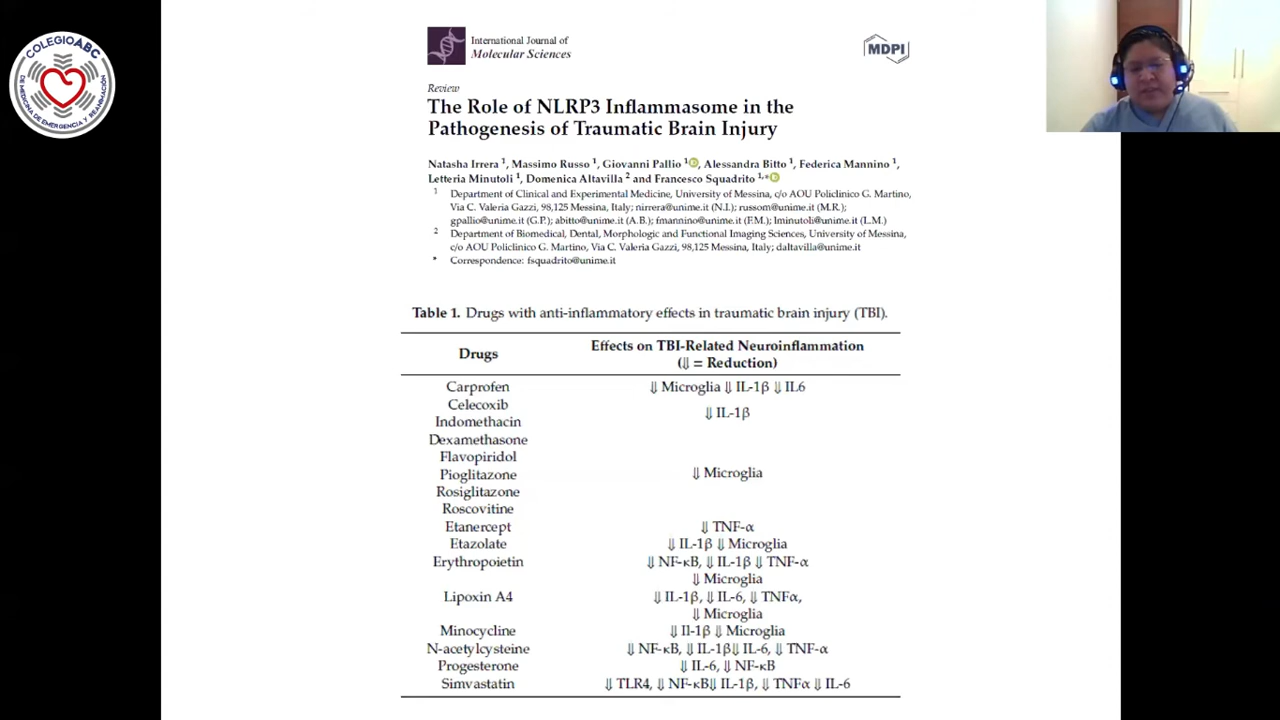 COLEGIO ABC
DE MEDICINA DE EMERGENCIA Y REANIMACIÓN
International Journal of
Molecular Sciences
MDPI
Review
The Role of NLRP3 Inflammasome in the
Pathogenesis of Traumatic Brain Injury
Natasha Irrera 1, Massimo Russo 1, Giovanni Pallio 1, Alessandra Bitto 1, Federica Mannino 1,
Letteria Minutoli 1, Domenica Altavilla 2 and Francesco Squadrito 1,*
1 Department of Clinical and Experimental Medicine, University of Messina, c/o AOU Policlinico G. Martino,
Via C. Valeria Gazzi, 98,125 Messina, Italy; nirrera@unime.it (N.I.); russom@unime.it (M.R.);
gpallio@unime.it (G.P.); abitto@unime.it (A.B.); fmannino@unime.it (F.M.); lminutoli@unime.it (L.M.)
2 Department of Biomedical, Dental, Morphologic and Functional Imaging Sciences, University of Messina,
c/o AOU Policlinico G. Martino, Via C. Valeria Gazzi, 98,125 Messina, Italy; daltavilla@unime.it
* Correspondence: fsquadrito@unime.it
Table 1. Drugs with anti-inflammatory effects in traumatic brain injury (TBI).
Drugs
Effects on TBI-Related Neuroinflammation
(⇓ = Reduction)
Carprofen ⇓ Microglia ⇓ IL-1β ⇓ IL6
Celecoxib
⇓ IL-1β
Indomethacin
Dexamethasone
Flavopiridol
Pioglitazone ⇓ Microglia
Rosiglitazone
Roscovitine
Etanercept ⇓ TNF-α
Etazolate ⇓ IL-1β ⇓ Microglia
Erythropoietin ⇓ NF-κB, ⇓ IL-1β ⇓ TNF-α
⇓ Microglia
Lipoxin A4 ⇓ IL-1β, ⇓ IL-6, ⇓ TNFα,
⇓ Microglia
Minocycline ⇓ Il-1β ⇓ Microglia
N-acetylcysteine ⇓ NF-κB, ⇓ IL-1β⇓ IL-6, ⇓ TNF-α
Progesterone ⇓ IL-6, ⇓ NF-κB
Simvastatin ⇓ TLR4, ⇓ NF-κB⇓ IL-1β, ⇓ TNFα ⇓ IL-6